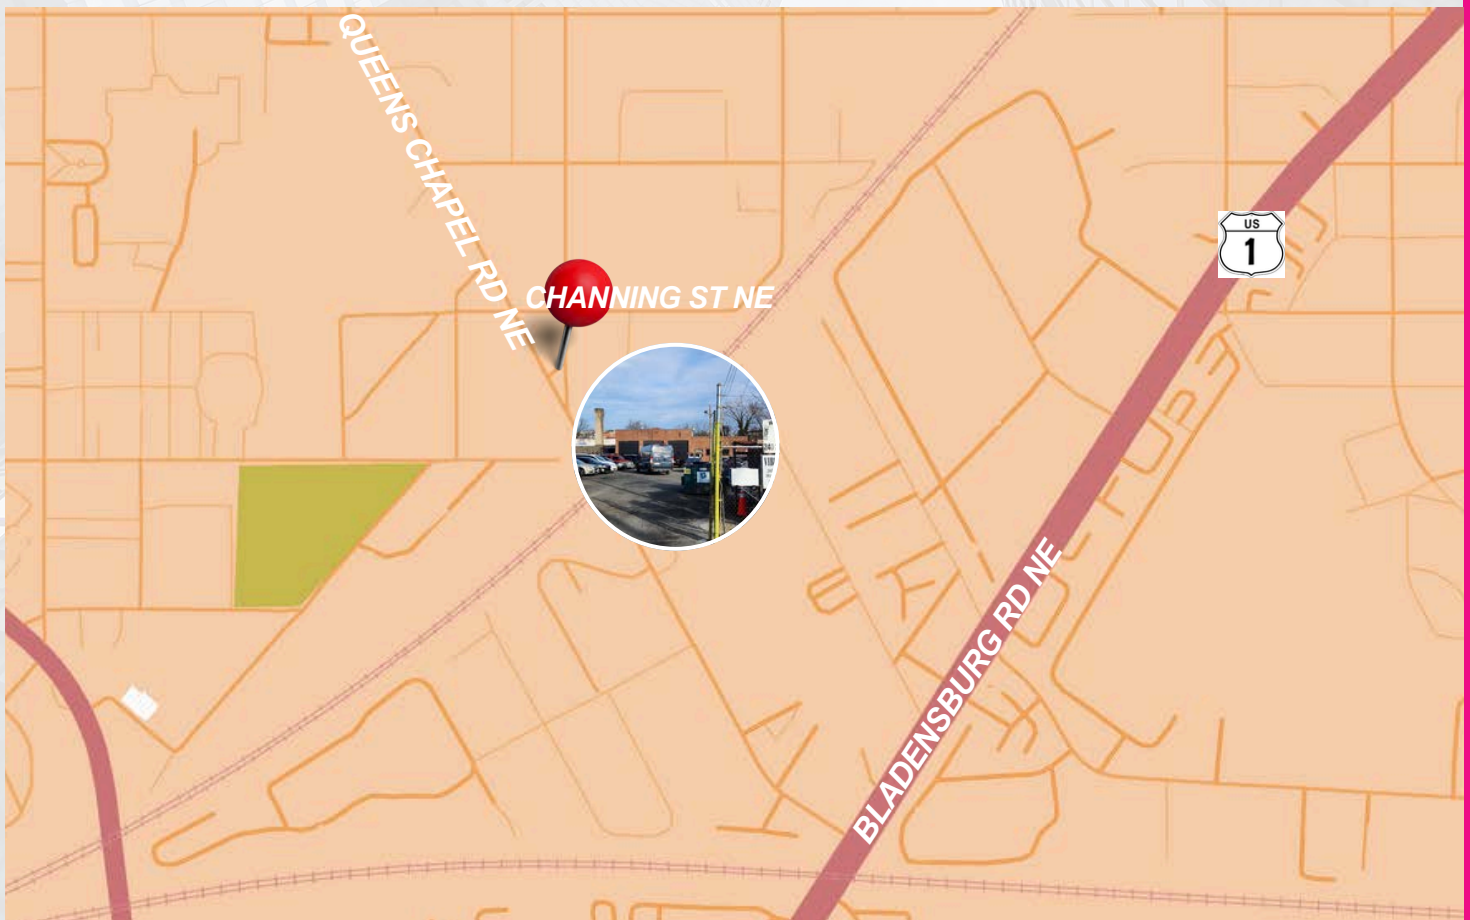 QUEENS CHAPEL RD NE
US
1
CHANNING ST NE
BLADENSBURG RD NE